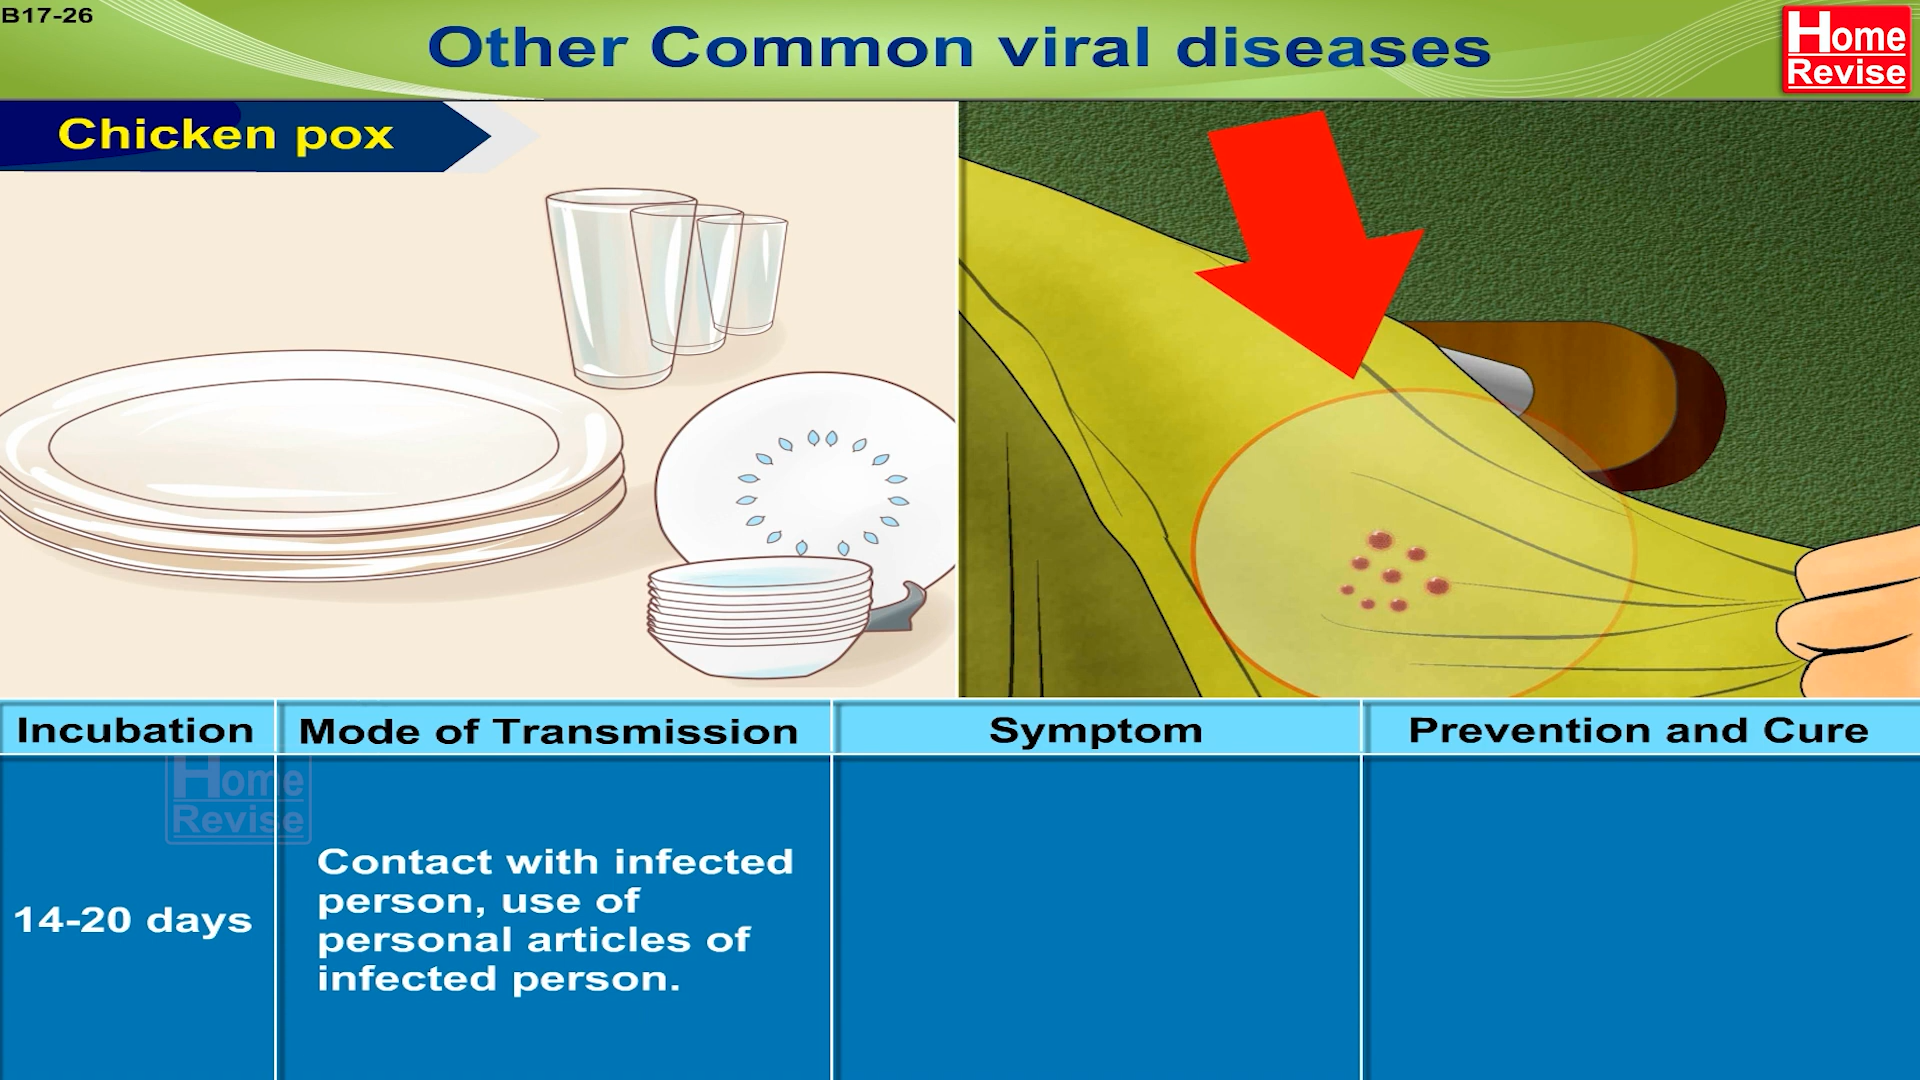 B17-26
Other Common viral diseases
Home
Revise
Chicken pox
Incubation
Mode of Transmission
Symptom
Prevention and Cure
Home
Revise
14-20 days
Contact with infected
person, use of
personal articles of
infected person.